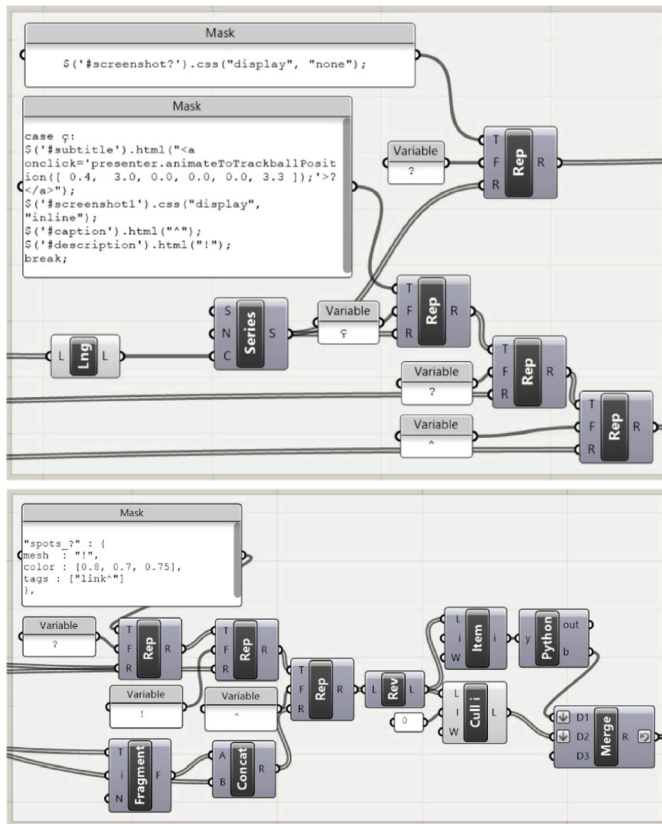 Mask
$('#screenshot?').css("display", "none");
Mask
case ç:
$('#subtitle').html("<a
onclick='presenter.animateToTrackballPosit
ion([ 0.4,  3.0, 0.0, 0.0, 0.0, 3.3 ]);'>?
</a>");
$('#screenshot1').css("display",
"inline");
$('#caption').html("^");
$('#description').html("!");
break;
Variable
?
T
F
R
Rep
R
L
Lng
L
S
N
C
Series
S
Variable
ç
T
F
R
Rep
R
Variable
?
T
F
R
Rep
R
Variable
^
T
F
R
Rep
R
Mask
"spots_?" : {
mesh  : "!",
color : [0.8, 0.7, 0.75],
tags : ["link^"]
},
Variable
?
T
F
R
Rep
R
Variable
!
T
F
R
Rep
R
Variable
^
T
F
R
Rep
R
T
i
N
Fragment
F
A
B
Concat
R
L
Rev
L
L
i
W
Item
i
y
Python
out
b
0
L
I
W
Cull i
L
D1
D2
D3
Merge
R